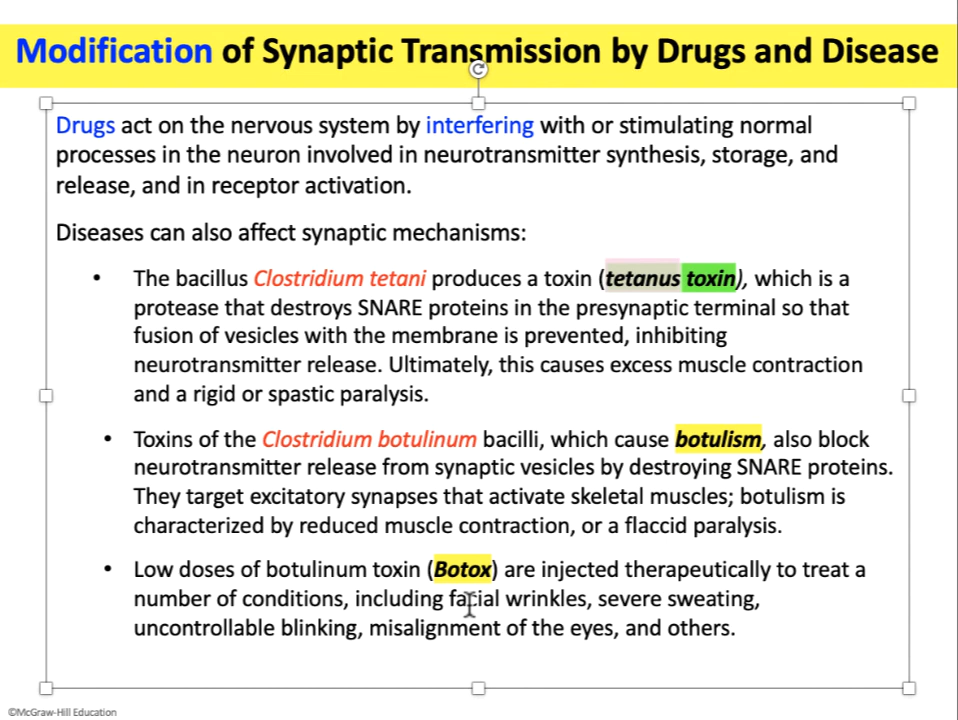 Modification of Synaptic Transmission by Drugs and Disease
Drugs act on the nervous system by interfering with or stimulating normal
processes in the neuron involved in neurotransmitter synthesis, storage, and
release, and in receptor activation.
Diseases can also affect synaptic mechanisms:
• The bacillus Clostridium tetani produces a toxin (tetanus toxin), which is a
protease that destroys SNARE proteins in the presynaptic terminal so that
fusion of vesicles with the membrane is prevented, inhibiting
neurotransmitter release. Ultimately, this causes excess muscle contraction
and a rigid or spastic paralysis.
• Toxins of the Clostridium botulinum bacilli, which cause botulism, also block
neurotransmitter release from synaptic vesicles by destroying SNARE proteins.
They target excitatory synapses that activate skeletal muscles; botulism is
characterized by reduced muscle contraction, or a flaccid paralysis.
• Low doses of botulinum toxin (Botox) are injected therapeutically to treat a
number of conditions, including facial wrinkles, severe sweating,
uncontrollable blinking, misalignment of the eyes, and others.
©McGraw-Hill Education